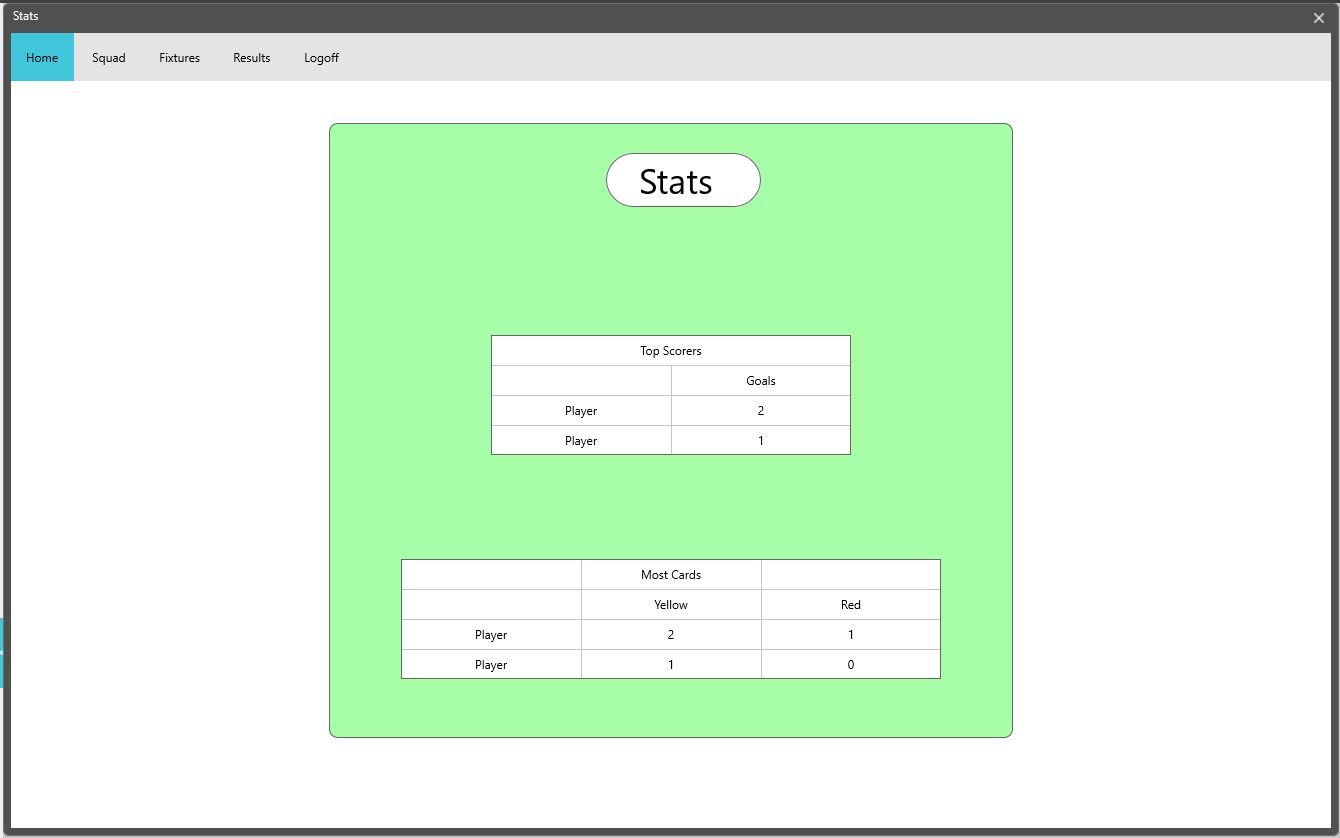 Stats
Home Squad Fixtures Results Logoff
Stats
Top Scorers
Goals
Player 2
Player 1
Most Cards
Yellow Red
Player 2 1
Player 1 0